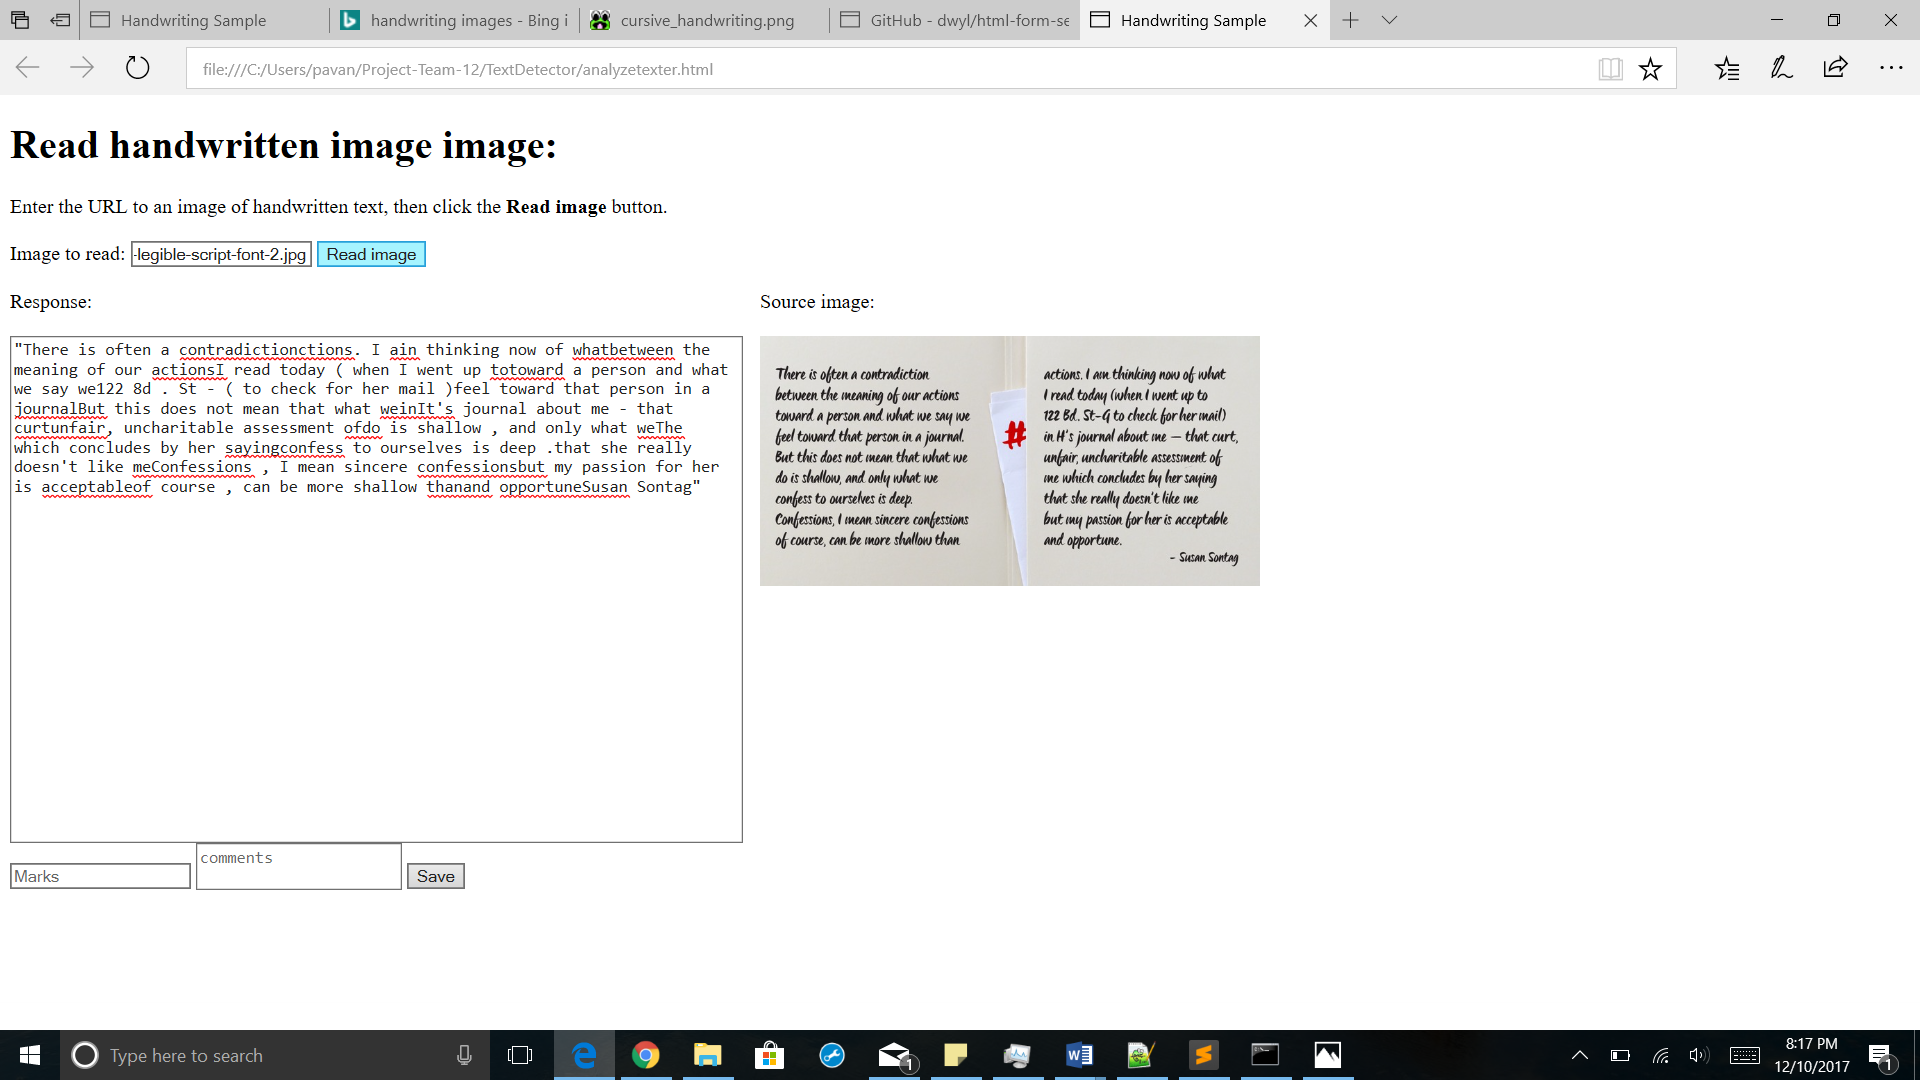 Handwriting Sample
handwriting images - Bing i
cursive_handwriting.png
GitHub - dwyl/html-form-se
Handwriting Sample
file:///C:/Users/pavan/Project-Team-12/TextDetector/analyzetexter.html
Read handwritten image image:
Enter the URL to an image of handwritten text, then click the Read image button.
Image to read: -legible-script-font-2.jpg Read image
Response:
"There is often a contradictionctions. I ain thinking now of whatbetween the
meaning of our actionsI read today ( when I went up totoward a person and what
we say we122 8d . St - ( to check for her mail )feel toward that person in a
journalBut this does not mean that what weinIt's journal about me - that
curtunfair, uncharitable assessment ofdo is shallow , and only what weThe
which concludes by her sayingconfess to ourselves is deep .that she really
doesn't like meConfessions , I mean sincere confessionsbut my passion for her
is acceptableof course , can be more shallow thanand opportuneSusan Sontag"
Source image:
There is often a contradiction
between the meaning of our actions
toward a person and what we say we
feel toward that person in a journal.
But this does not mean that what we
do is shallow, and only what we
confess to ourselves is deep.
Confessions, I mean sincere confessions
of course, can be more shallow than
#
actions. I am thinking now of what
I read today (when I went up to
122 Bd. St-G to check for her mail)
in H's journal about me — that curt,
unfair, uncharitable assessment of
me which concludes by her saying
that she really doesn't like me
but my passion for her is acceptable
and opportune.
- Susan Sontag
Marks
comments
Save
Type here to search
1
8:17 PM
12/10/2017
1